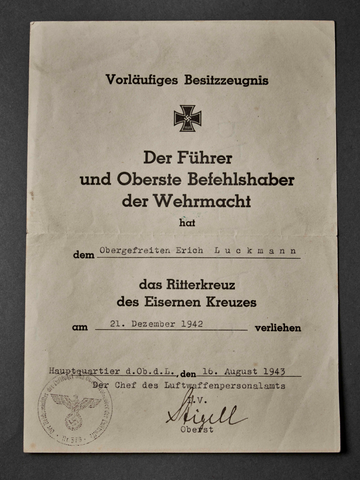 Vorläufiges Besitzzeugnis
Der Führer
und Oberste Befehlshaber
der Wehrmacht
hat
dem Obergefreiten Erich Luckmann
das Ritterkreuz
des Eisernen Kreuzes
am 21. Dezember 1942 verliehen
Hauptquartier d.Ob.d.L., den 16. August 1943
Der Chef des Luftwaffenpersonalamts
I.V.
Oberst